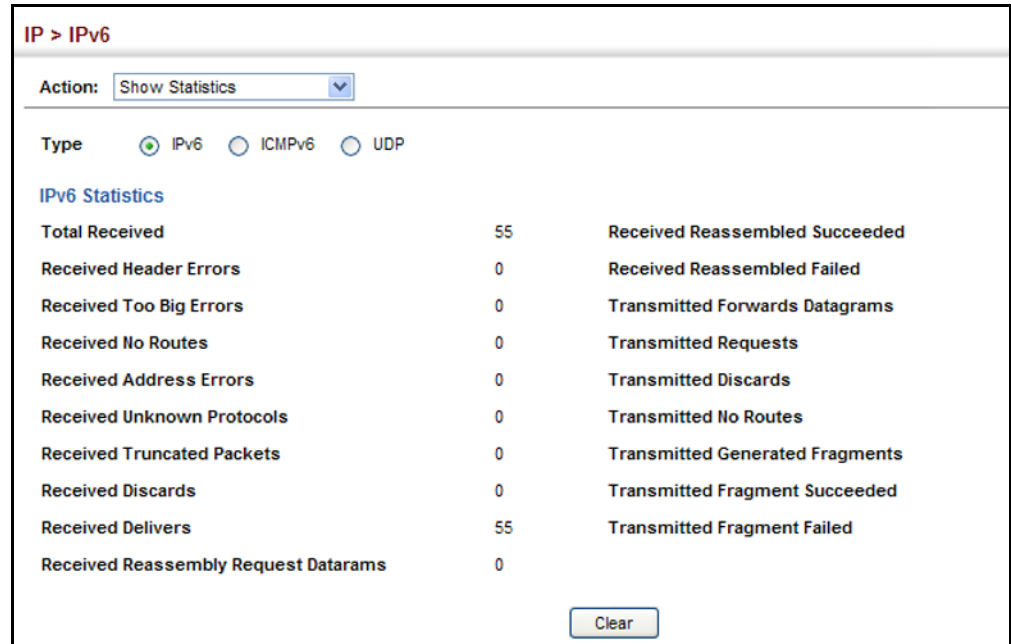 IP > IPv6
Action: Show Statistics
Type IPv6 ICMPv6 UDP
IPv6 Statistics
Total Received 55 Received Reassembled Succeeded
Received Header Errors 0 Received Reassembled Failed
Received Too Big Errors 0 Transmitted Forwards Datagrams
Received No Routes 0 Transmitted Requests
Received Address Errors 0 Transmitted Discards
Received Unknown Protocols 0 Transmitted No Routes
Received Truncated Packets 0 Transmitted Generated Fragments
Received Discards 0 Transmitted Fragment Succeeded
Received Delivers 55 Transmitted Fragment Failed
Received Reassembly Request Datarams 0
Clear